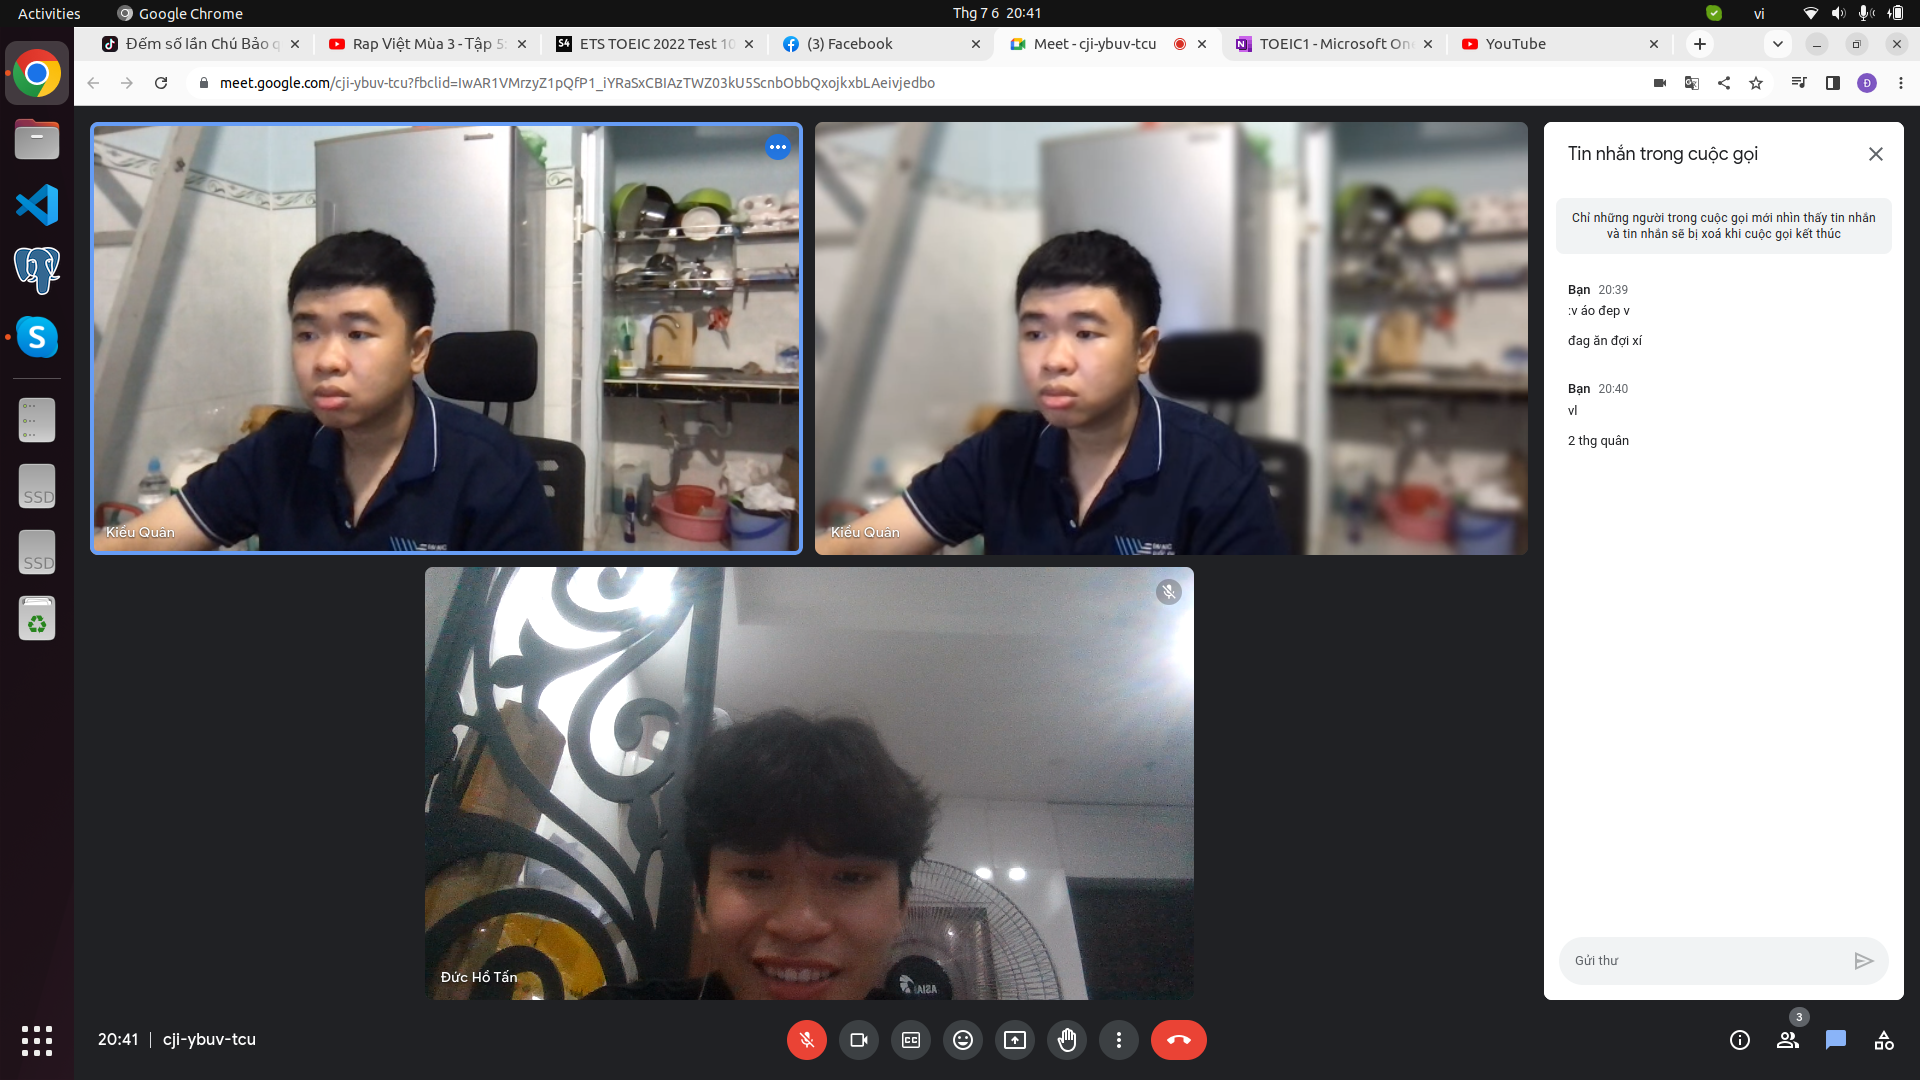 Activities
Google Chrome
Thg 7 6 20:41
vi
Đếm số lần Chú Bảo q
Rap Việt Mùa 3 - Tập 5:
ETS TOEIC 2022 Test 10
(3) Facebook
Meet - cji-ybuv-tcu
TOEIC1 - Microsoft One
YouTube
meet.google.com/cji-ybuv-tcu?fbclid=IwAR1VMrzyZ1pQfP1_iYRaSxCBIAzTWZ03kU5ScnbObbQxojkxbLAeivjedbo
Đ
Kiều Quân
Kiều Quân
ASIA
Đức Hồ Tấn
Tin nhắn trong cuộc gọi
Chỉ những người trong cuộc gọi mới nhìn thấy tin nhắn
và tin nhắn sẽ bị xoá khi cuộc gọi kết thúc
Bạn 20:39
:v áo đep v
đag ăn đợi xí
Bạn 20:40
vl
2 thg quân
Gửi thư
S
SSD
SSD
20:41 | cji-ybuv-tcu
CC
3